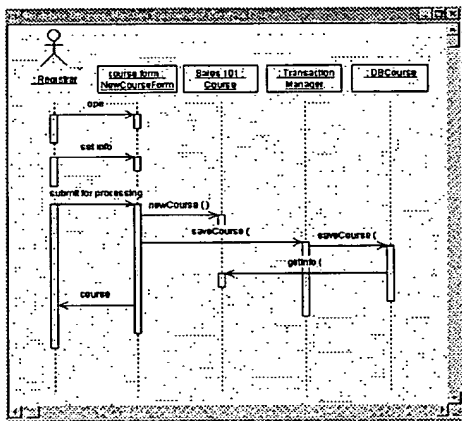 : Registrar
course form :
NewCourseForm
Sales 101 :
Course
: Transaction
Manager
: DBCourse
ope
set info
submit for processing
newCourse ( )
saveCourse (
saveCourse (
getInfo (
course